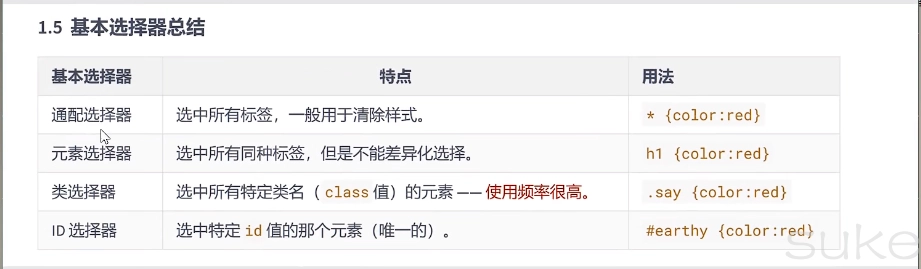 1.5 基本选择器总结
基本选择器 特点 用法
通配选择器 选中所有标签，一般用于清除样式。 * {color:red}
元素选择器 选中所有同种标签，但是不能差异化选择。 h1 {color:red}
类选择器 选中所有特定类名（class值）的元素 —— 使用频率很高。 .say {color:red}
ID 选择器 选中特定 id 值的那个元素（唯一的）。 #earthy {color:red}
suke